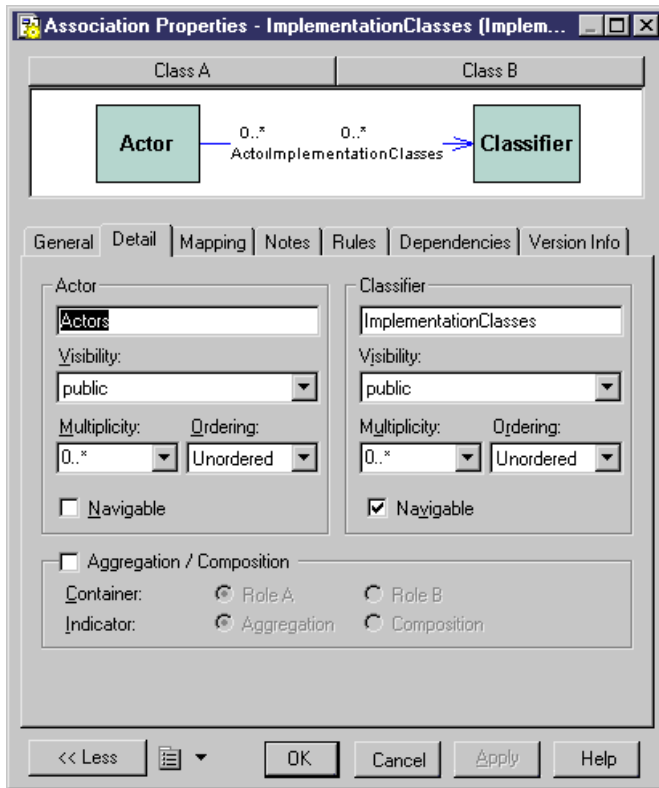 Association Properties - ImplementationClasses (Implem...
Class A Class B
0..* 0..*
Actor Classifier
ActorImplementationClasses
General Detail Mapping Notes Rules Dependencies Version Info
Actor Classifier
Actors ImplementationClasses
Visibility: Visibility:
public public
Multiplicity: Ordering: Multiplicity: Ordering:
0..* Unordered 0..* Unordered
Navigable Navigable
Aggregation / Composition
Container: Role A Role B
Indicator: Aggregation Composition
<< Less OK Cancel Apply Help